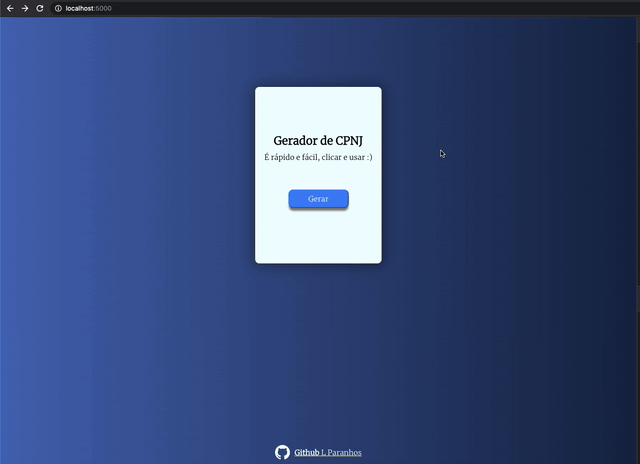 localhost:5000
Gerador de CPNJ
É rápido e fácil, clicar e usar :)
Gerar
Github L Paranhos